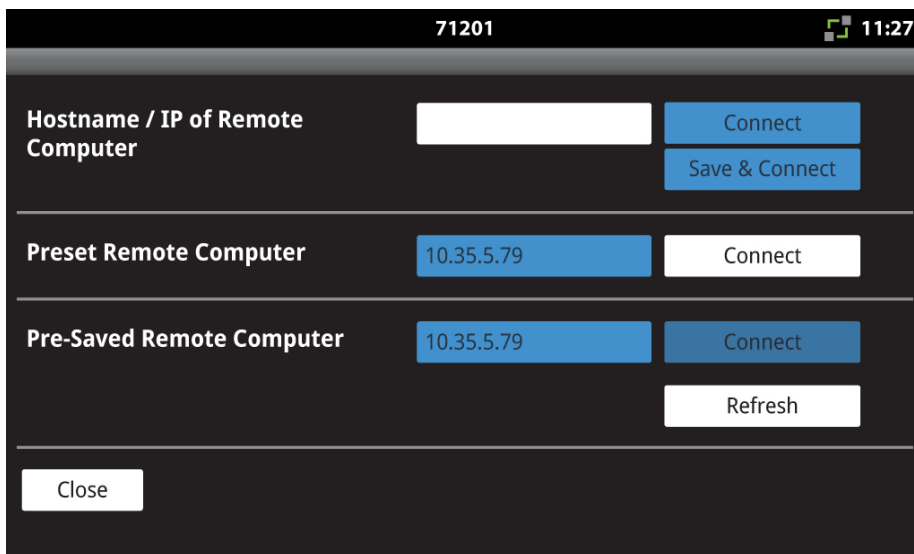 71201 11:27
Hostname / IP of Remote
Computer
Connect
Save & Connect
Preset Remote Computer 10.35.5.79 Connect
Pre-Saved Remote Computer 10.35.5.79 Connect
Refresh
Close